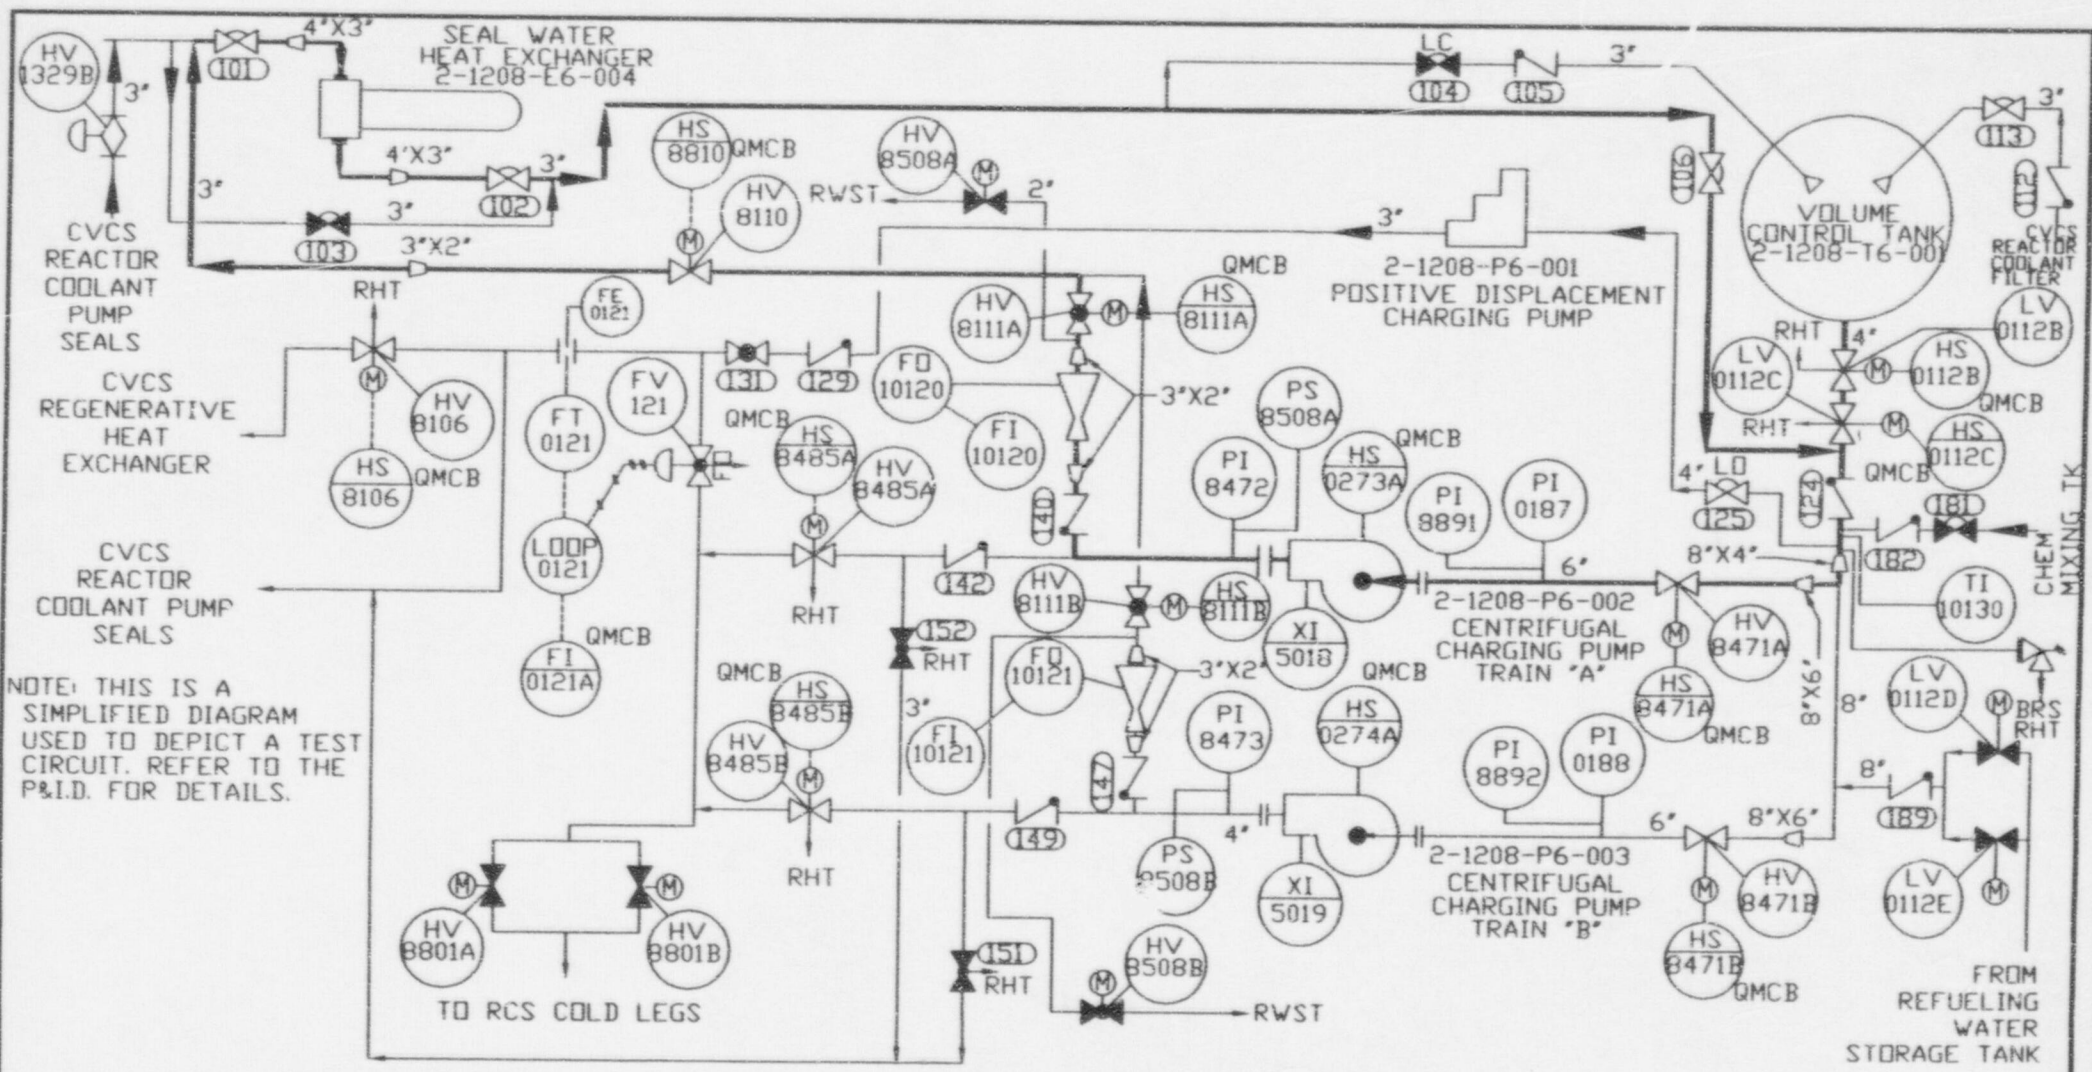 HV
1329B
3"
101
4"X3"
SEAL WATER
HEAT EXCHANGER
2-1208-E6-004
4'X3"
102
3"
103
3"
3"
3"X2"
CVCS
REACTOR
COOLANT
PUMP
SEALS
HS
8810
QMCB
HV
8110
HV
8508A
M
RWST
2"
M
LC
104
105
3"
106
113
3"
112
CVCS
REACTOR
COOLANT
FILTER
VOLUME
CONTROL TANK
2-1208-T6-001
3"
2-1208-P6-001
POSITIVE DISPLACEMENT
CHARGING PUMP
QMCB
HV
8111A
M
HS
8111A
RHT
FE
0121
M
HV
8106
HS
8106
QMCB
CVCS
REGENERATIVE
HEAT
EXCHANGER
FT
0121
FV
121
131
129
FO
10120
FI
10120
3"X2"
QMCB
HS
8485A
HV
8485A
M
FO
LOOP
0121
140
142
RHT
PI
8472
PS
8508A
HS
0273A
QMCB
PI
8891
PI
0187
6"
RHT
4"
LV
0112B
LV
0112C
M
HS
0112B
QMCB
RHT
M
HS
0112C
QMCB
4"
LO
125
124
181
182
CHEM
MIXING TK
8"X4"
TI
10130
8"X6"
8"
CVCS
REACTOR
COOLANT PUMP
SEALS
QMCB
FI
0121A
HV
8111B
M
HS
8111B
XI
5018
2-1208-P6-002
CENTRIFUGAL
CHARGING PUMP
TRAIN "A"
M
HV
8471A
HS
8471A
QMCB
152
RHT
3"
FO
10121
3"X2"
FI
10121
147
QMCB
HS
8485B
HV
8485B
M
RHT
149
PI
8473
HS
0274A
QMCB
4"
PS
8508B
XI
5019
PI
8892
PI
0188
6"
8"X6"
2-1208-P6-003
CENTRIFUGAL
CHARGING PUMP
TRAIN "B"
M
HV
8471B
HS
8471B
QMCB
LV
0112D
M
BRS
RHT
8"
189
LV
0112E
M
FROM
REFUELING
WATER
STORAGE TANK
NOTE: THIS IS A
SIMPLIFIED DIAGRAM
USED TO DEPICT A TEST
CIRCUIT. REFER TO THE
P&I.D. FOR DETAILS.
M
HV
8801A
M
HV
8801B
TO RCS COLD LEGS
151
RHT
HV
8508B
M
RWST